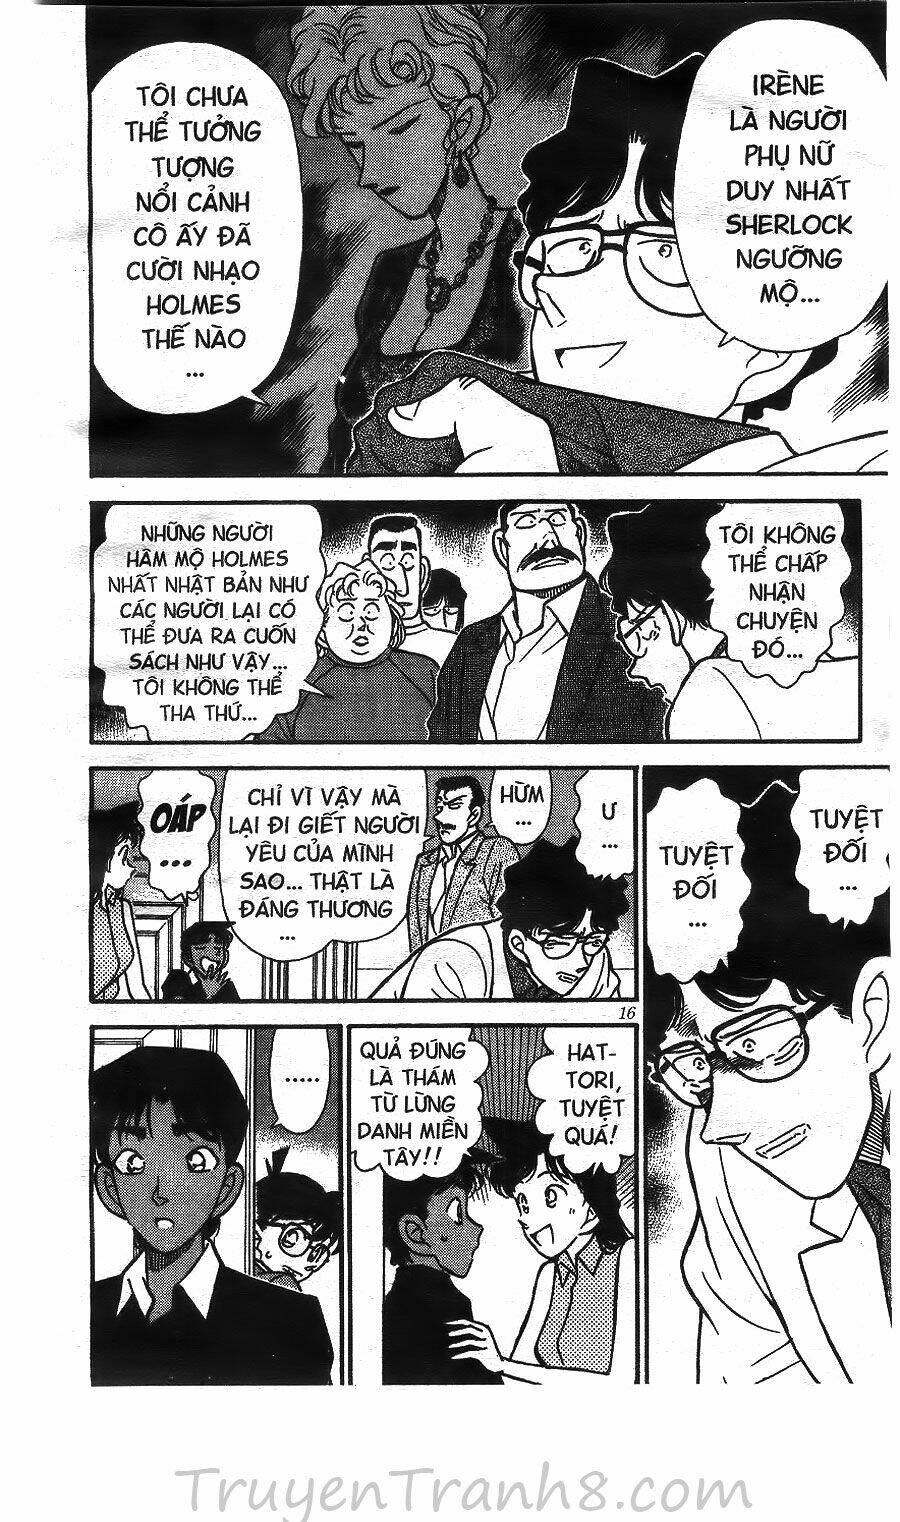 IRÈNE
LÀ NGƯỜI
PHỤ NỮ
DUY NHẤT
SHERLOCK
NGƯỠNG
MỘ...
TÔI CHƯA
THỂ TƯỞNG
TƯỢNG
NỔI CẢNH
CÔ ẤY ĐÃ
CƯỜI NHẠO
HOLMES
THẾ NÀO
...
TÔI KHÔNG
THỂ CHẤP
NHẬN
CHUYỆN
ĐÓ...
NHỮNG NGƯỜI
HÂM MỘ HOLMES
NHẤT NHẬT BẢN NHƯ
CÁC NGƯỜI LẠI CÓ
THỂ ĐƯA RA CUỐN
SÁCH NHƯ VẬY...
TÔI KHÔNG THỂ
THA THỨ...
TUYỆT
ĐỐI
...
TUYỆT
ĐỐI
...
Ư
...
HỪM
...
CHỈ VÌ VẬY MÀ
LẠI ĐI GIẾT NGƯỜI
YÊU CỦA MÌNH
SAO... THẬT LÀ
ĐÁNG THƯƠNG
...
OÁP
...
16
HAT-
TORI,
TUYỆT
QUÁ!
QUẢ ĐÚNG
LÀ THÁM
TỬ LỪNG
DANH MIỀN
TÂY!!
.....
TruyenTranh8.com